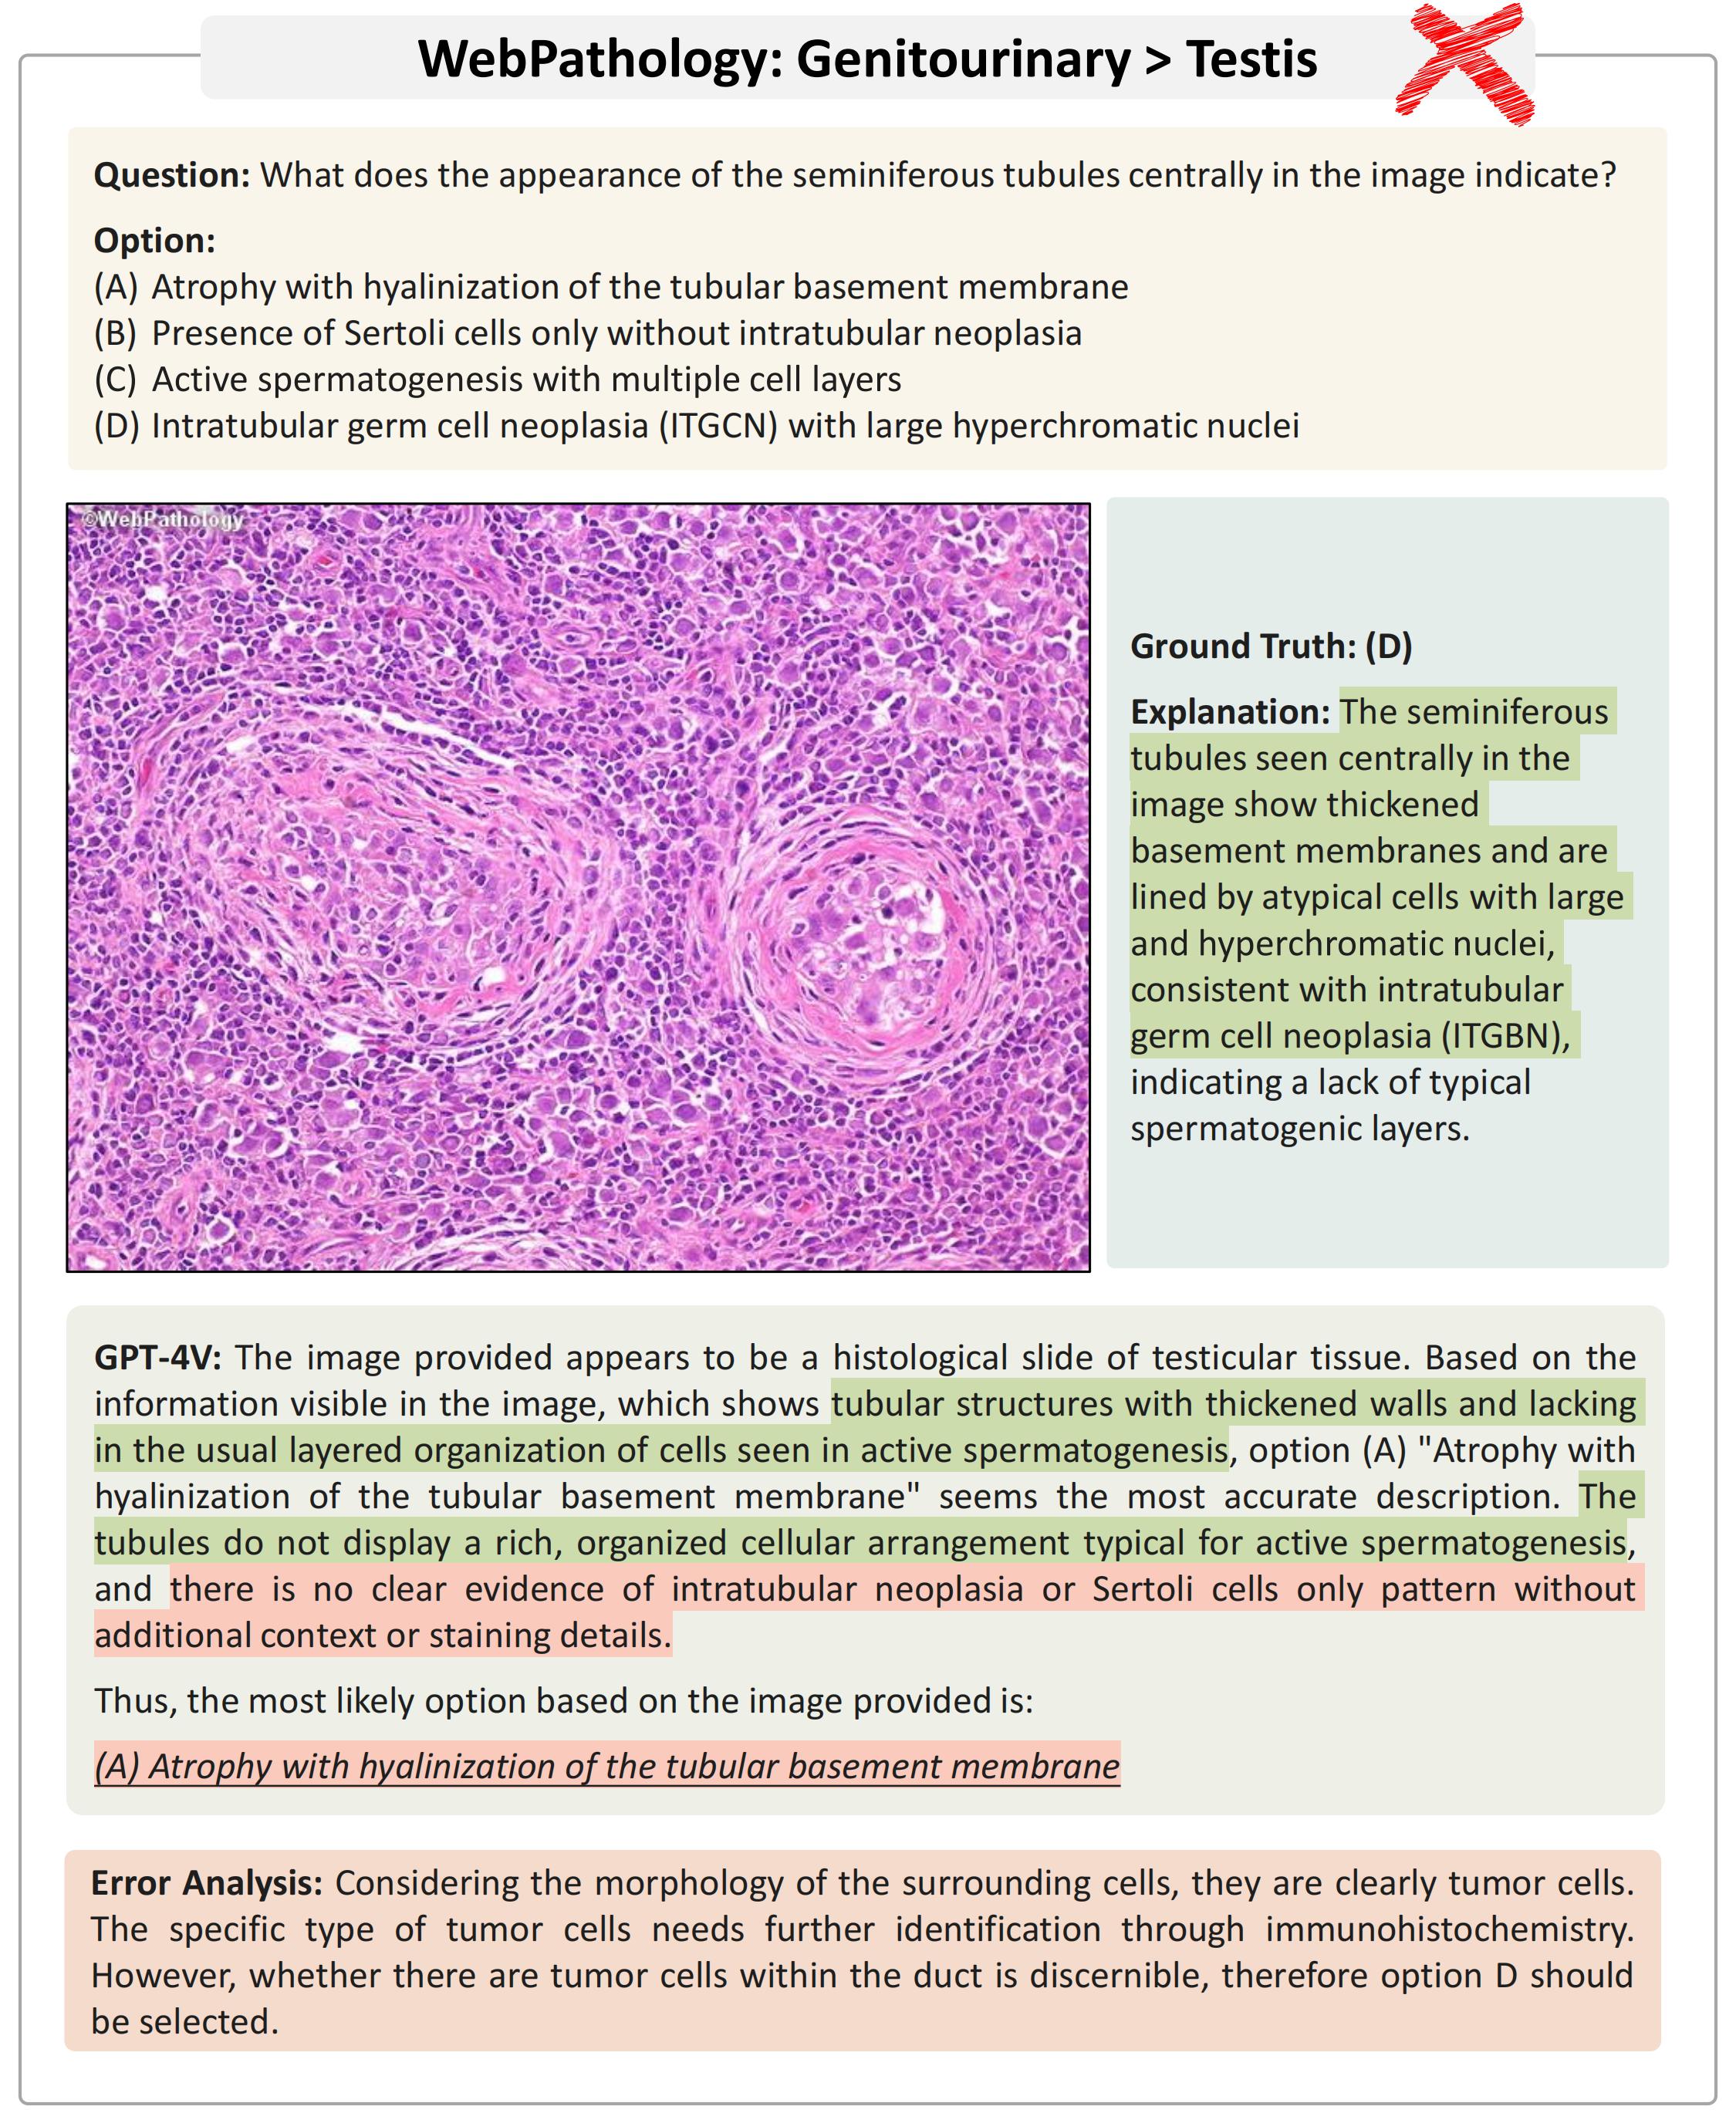 WebPathology: Genitourinary > Testis
Question: What does the appearance of the seminiferous tubules centrally in the image indicate?
Option:
(A) Atrophy with hyalinization of the tubular basement membrane
(B) Presence of Sertoli cells only without intratubular neoplasia
(C) Active spermatogenesis with multiple cell layers
(D) Intratubular germ cell neoplasia (ITGCN) with large hyperchromatic nuclei
©WebPathology
Ground Truth: (D)
Explanation: The seminiferous
tubules seen centrally in the
image show thickened
basement membranes and are
lined by atypical cells with large
and hyperchromatic nuclei,
consistent with intratubular
germ cell neoplasia (ITGBN),
indicating a lack of typical
spermatogenic layers.
GPT-4V: The image provided appears to be a histological slide of testicular tissue. Based on the
information visible in the image, which shows tubular structures with thickened walls and lacking
in the usual layered organization of cells seen in active spermatogenesis, option (A) "Atrophy with
hyalinization of the tubular basement membrane" seems the most accurate description. The
tubules do not display a rich, organized cellular arrangement typical for active spermatogenesis,
and there is no clear evidence of intratubular neoplasia or Sertoli cells only pattern without
additional context or staining details.
Thus, the most likely option based on the image provided is:
(A) Atrophy with hyalinization of the tubular basement membrane
Error Analysis: Considering the morphology of the surrounding cells, they are clearly tumor cells.
The specific type of tumor cells needs further identification through immunohistochemistry.
However, whether there are tumor cells within the duct is discernible, therefore option D should
be selected.